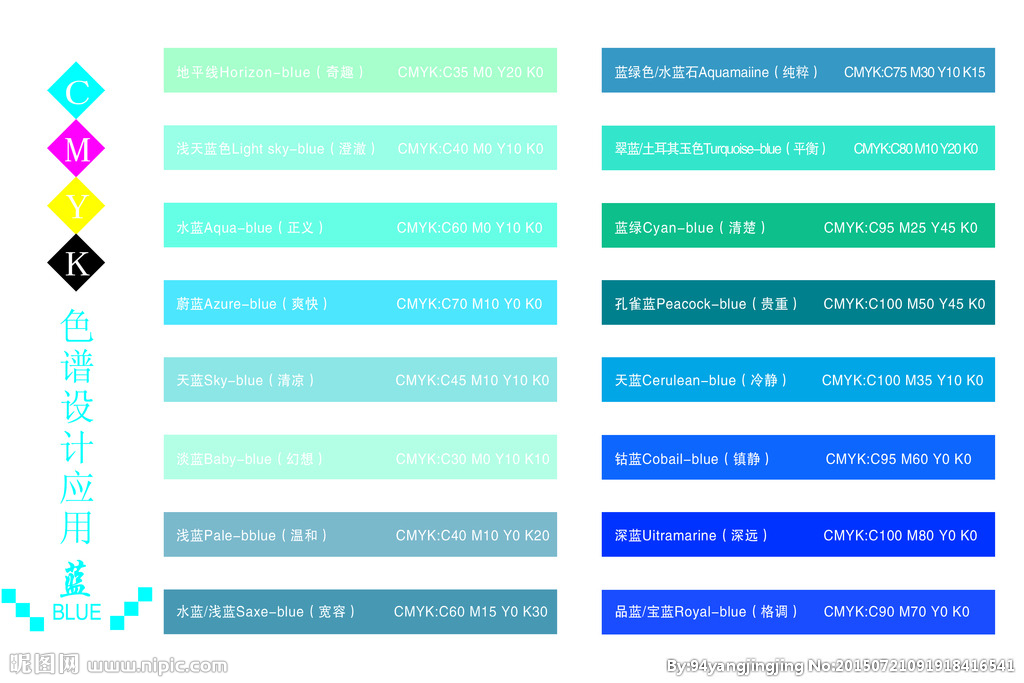 C
M
Y
K
色谱设计应用
蓝
BLUE
地平线Horizon-blue（奇趣） CMYK:C35 M0 Y20 K0
浅天蓝色Light sky-blue（澄澈） CMYK:C40 M0 Y10 K0
水蓝Aqua-blue（正义） CMYK:C60 M0 Y10 K0
蔚蓝Azure-blue（爽快） CMYK:C70 M10 Y0 K0
天蓝Sky-blue（清凉） CMYK:C45 M10 Y10 K0
淡蓝Baby-blue（幻想） CMYK:C30 M0 Y10 K10
浅蓝Pale-bblue（温和） CMYK:C40 M10 Y0 K20
水蓝/浅蓝Saxe-blue（宽容） CMYK:C60 M15 Y0 K30
蓝绿色/水蓝石Aquamaiine（纯粹） CMYK:C75 M30 Y10 K15
翠蓝/土耳其玉色Turquoise-blue（平衡） CMYK:C80 M10 Y20 K0
蓝绿Cyan-blue（清楚） CMYK:C95 M25 Y45 K0
孔雀蓝Peacock-blue（贵重） CMYK:C100 M50 Y45 K0
天蓝Cerulean-blue（冷静） CMYK:C100 M35 Y10 K0
钴蓝Cobail-blue（镇静） CMYK:C95 M60 Y0 K0
深蓝Uitramarine（深远） CMYK:C100 M80 Y0 K0
品蓝/宝蓝Royal-blue（格调） CMYK:C90 M70 Y0 K0
昵图网 www.nipic.com
By:94yangjingjing No:20150721091918416541